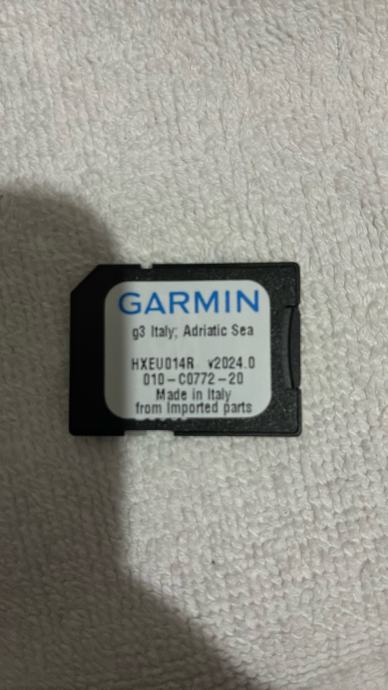 GARMIN
g3 Italy; Adriatic Sea
HXEU014R v2024.0
010-C0772-20
Made in Italy
from Imported parts